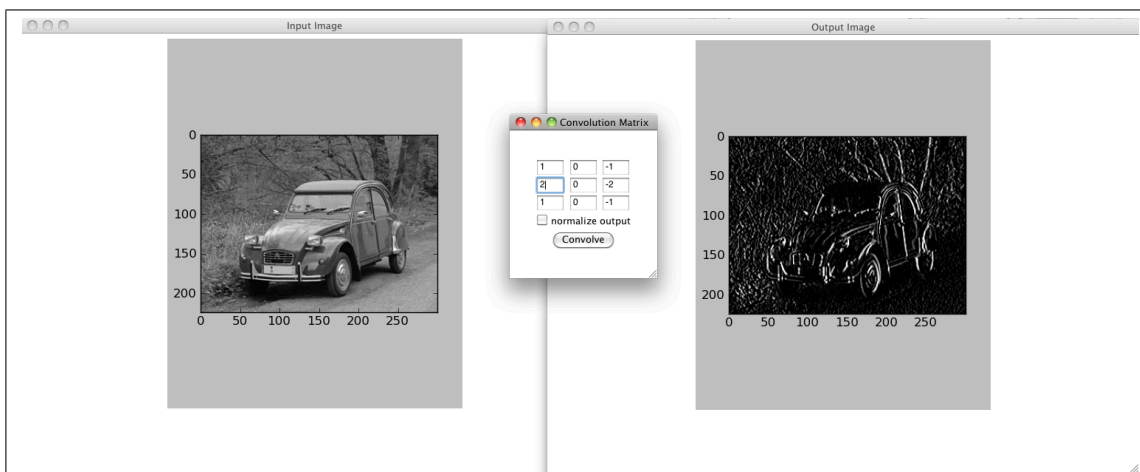 Input Image
Output Image
Convolution Matrix
1 0 -1
2 0 -2
1 0 -1
normalize output
Convolve
0
50
100
150
200
0 50 100 150 200 250
0
50
100
150
200
0 50 100 150 200 250